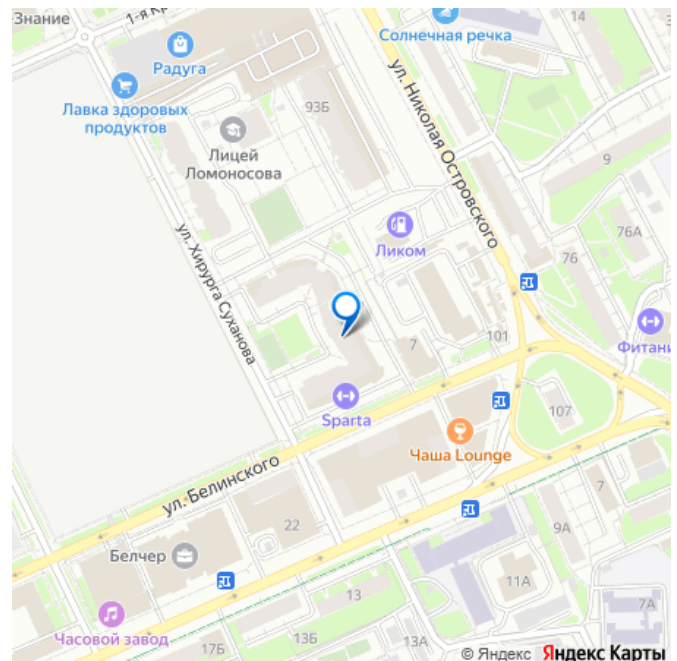 Знание
1-я К
14
Солнечная речка
Радуга
93Б
Лавка здоровых
продуктов
ул. Николая Островского
Лицей
Ломоносова
9
76А
Ликом
76
ул. Хирурга Суханова
101
7
Фитани
Sparta
107
Чаша Lounge
ул. Белинского
7
22
9А
Белчер
11А
13
7А
Часовой завод
17Б
13Б
13А
© Яндекс Яндекс Карты